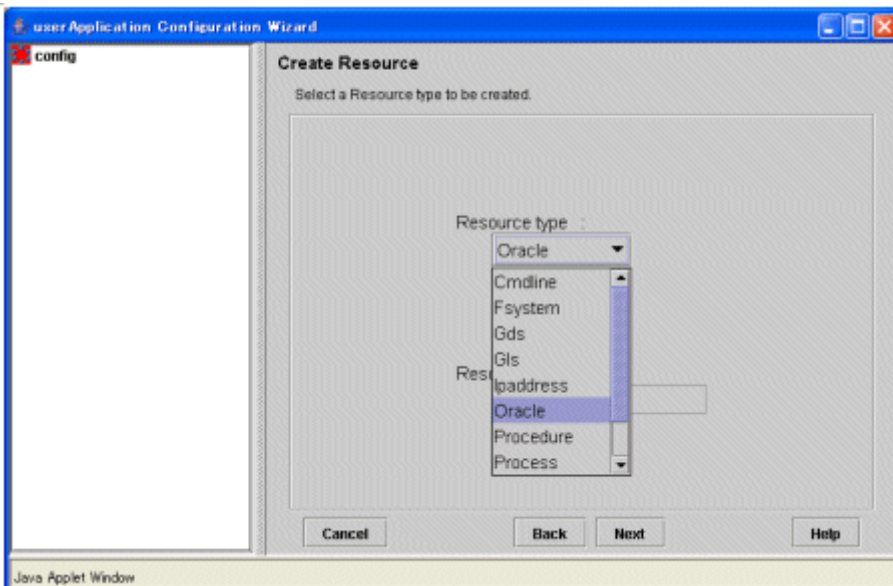 userApplication Configuration Wizard
config
Create Resource
Select a Resource type to be created.
Resource type :
Oracle
Cmdline
Fsystem
Gds
Gls
Ipaddress
Oracle
Procedure
Process
Cancel
Back
Next
Help
Java Applet Window